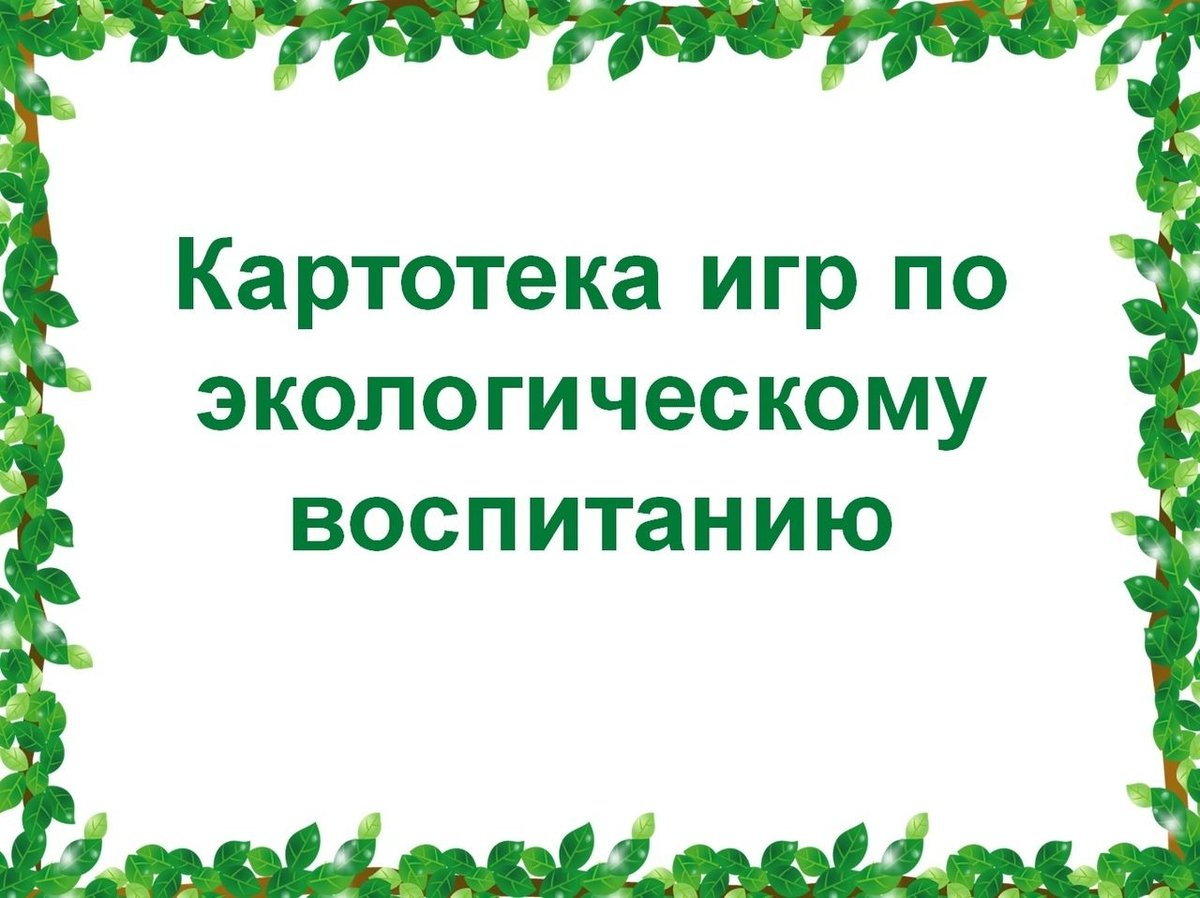 Картотека игр по
экологическому
воспитанию